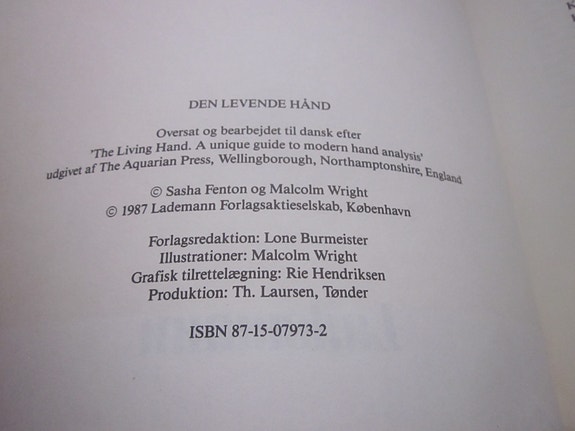 DEN LEVENDE HÅND
Oversat og bearbejdet til dansk efter
'The Living Hand. A unique guide to modern hand analysis'
udgivet af The Aquarian Press, Wellingborough, Northamptonshire, England
© Sasha Fenton og Malcolm Wright
© 1987 Lademann Forlagsaktieselskab, København
Forlagsredaktion: Lone Burmeister
Illustrationer: Malcolm Wright
Grafisk tilrettelægning: Rie Hendriksen
Produktion: Th. Laursen, Tønder
ISBN 87-15-07973-2